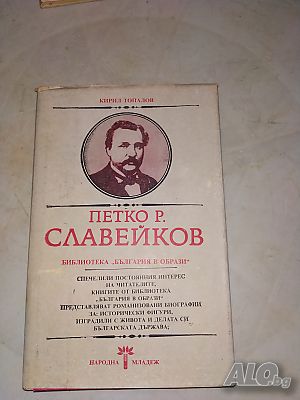 КИРИЛ ТОПАЛОВ
ПЕТКО Р.
СЛАВЕЙКОВ
БИБЛИОТЕКА „БЪЛГАРИЯ В ОБРАЗИ“
СПЕЧЕЛИЛИ ПОСТОЯННИЯ ИНТЕРЕС
НА ЧИТАТЕЛИТЕ,
КНИГИТЕ ОТ БИБЛИОТЕКА
„БЪЛГАРИЯ В ОБРАЗИ“
ПРЕДСТАВЛЯВАТ РОМАНИЗОВАНИ БИОГРАФИИ
ЗА: ИСТОРИЧЕСКИ ФИГУРИ,
ИЗГРАДИЛИ С ЖИВОТА И ДЕЛАТА СИ
БЪЛГАРСКАТА ДЪРЖАВА;
НАРОДНА МЛАДЕЖ
ALO.bg